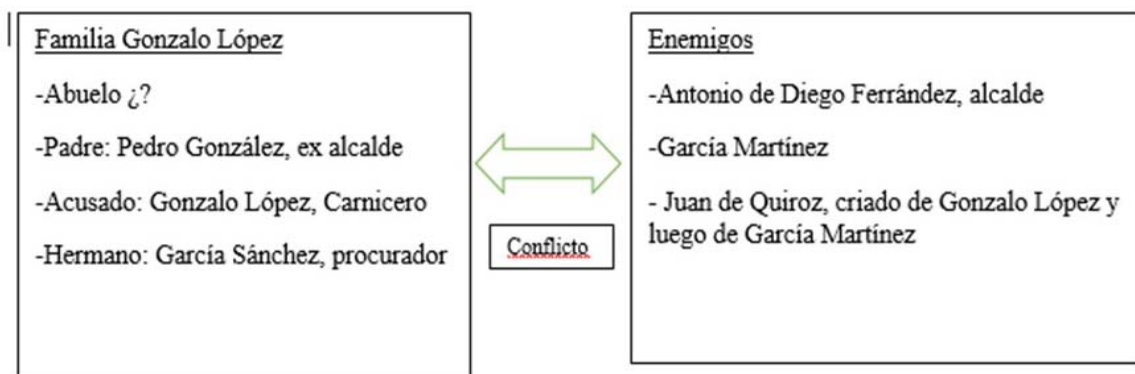 Familia Gonzalo López
-Abuelo ¿?
-Padre: Pedro González, ex alcalde
-Acusado: Gonzalo López, Carnicero
-Hermano: García Sánchez, procurador
Conflicto
Enemigos
-Antonio de Diego Ferrández, alcalde
-García Martínez
- Juan de Quiroz, criado de Gonzalo López y
luego de García Martínez